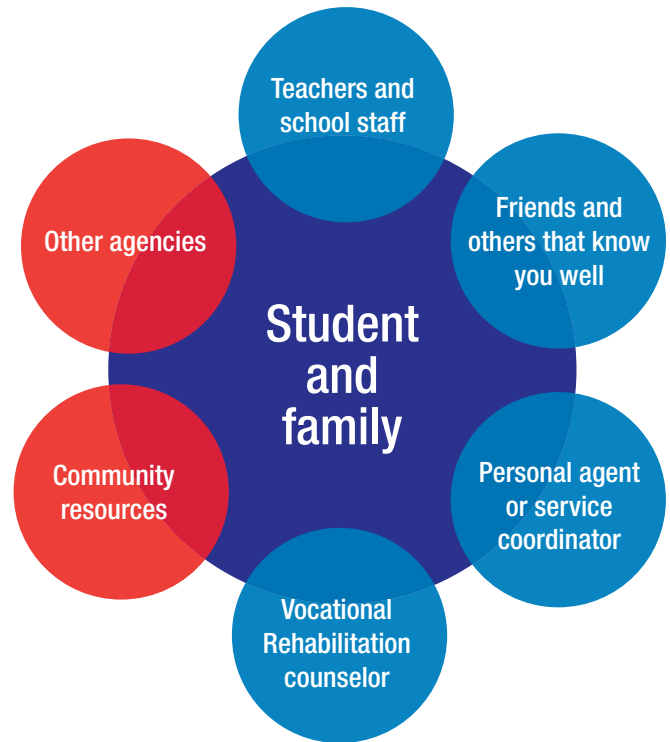 Teachers and
school staff
Friends and
others that know
you well
Other agencies
Student
and
family
Personal agent
or service
coordinator
Community
resources
Vocational
Rehabilitation
counselor